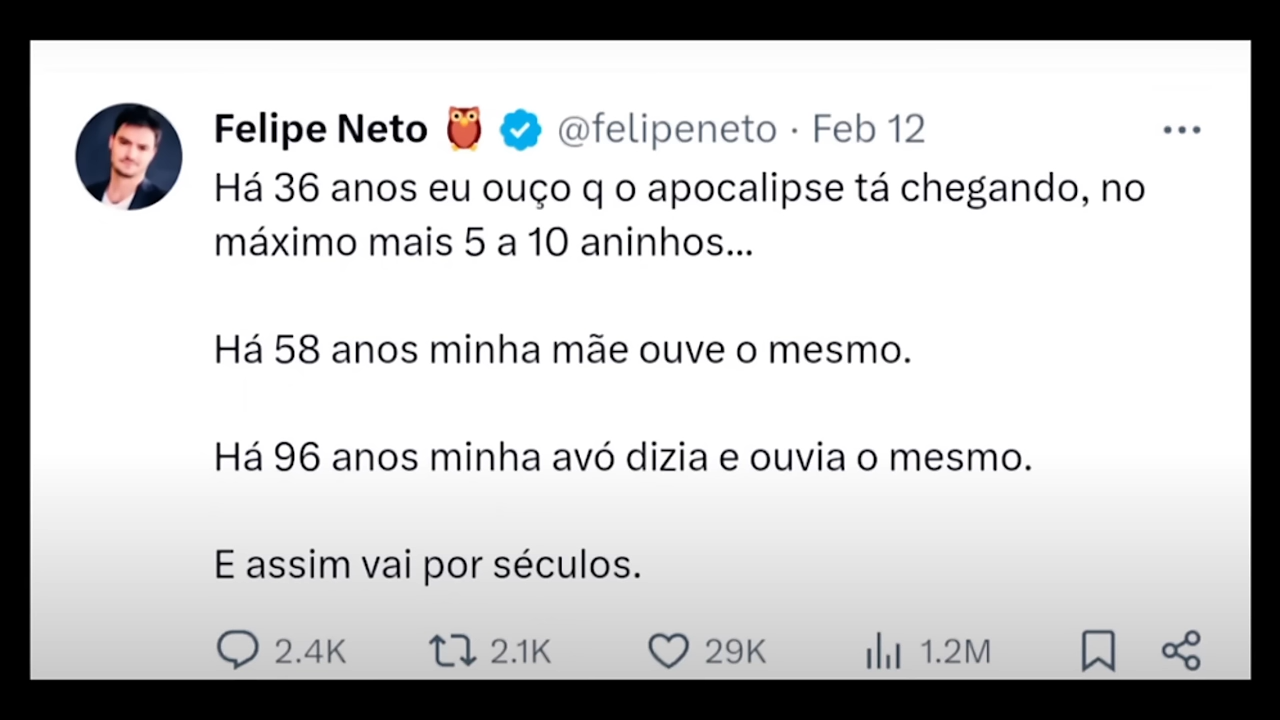 Felipe Neto 🦉 @felipeneto · Feb 12
Há 36 anos eu ouço q o apocalipse tá chegando, no
máximo mais 5 a 10 aninhos...
Há 58 anos minha mãe ouve o mesmo.
Há 96 anos minha avó dizia e ouvia o mesmo.
E assim vai por séculos.
2.4K 2.1K 29K 1.2M